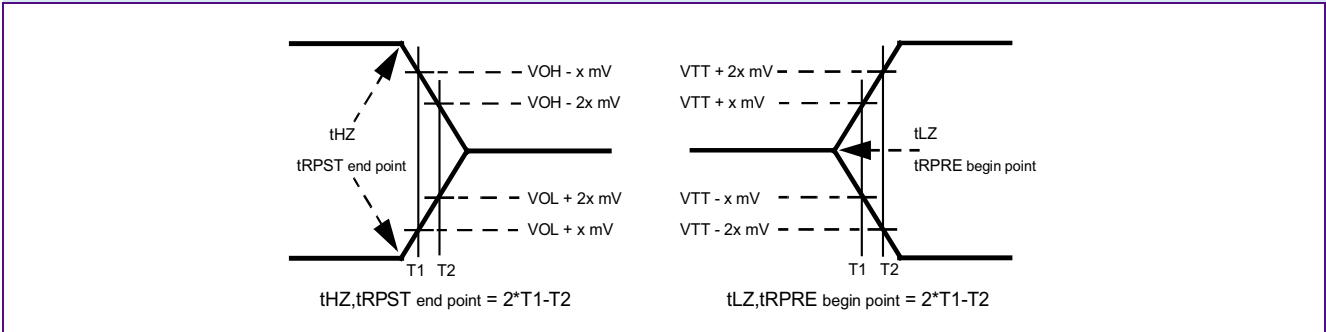 VOH - x mV
VOH - 2x mV
tHZ
tRPST end point
VOL + 2x mV
VOL + x mV
T1 T2
tHZ,tRPST end point = 2*T1-T2
VTT + 2x mV
VTT + x mV
tLZ
tRPRE begin point
VTT - x mV
VTT - 2x mV
T1 T2
tLZ,tRPRE begin point = 2*T1-T2